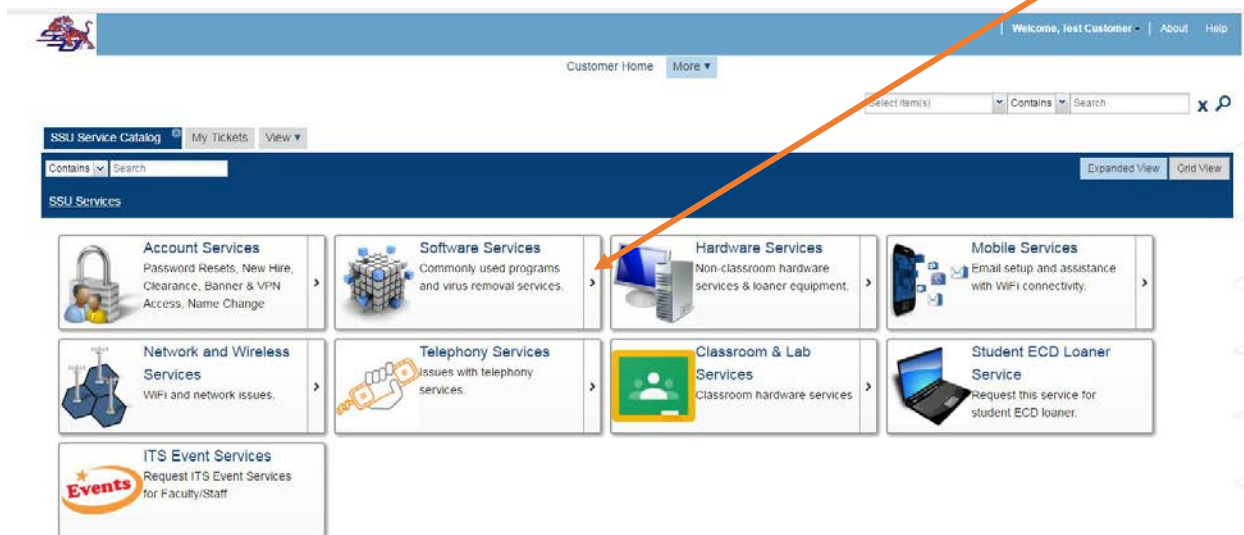 Welcome, Test Customer
About
Help
Customer Home
More
Select item(s)
Contains
Search
X
SSU Service Catalog
My Tickets
View
Contains
Search
Expanded View
Grid View
SSU Services
Account Services
Password Resets, New Hire,
Clearance, Banner & VPN
Access, Name Change
Software Services
Commonly used programs
and virus removal services.
Hardware Services
Non-classroom hardware
services & loaner equipment.
Mobile Services
Email setup and assistance
with WiFi connectivity.
Network and Wireless
Services
WiFi and network issues.
Telephony Services
Issues with telephony
services.
Classroom & Lab
Services
Classroom hardware services
Student ECD Loaner
Service
Request this service for
student ECD loaner.
Events
ITS Event Services
Request ITS Event Services
for Faculty/Staff